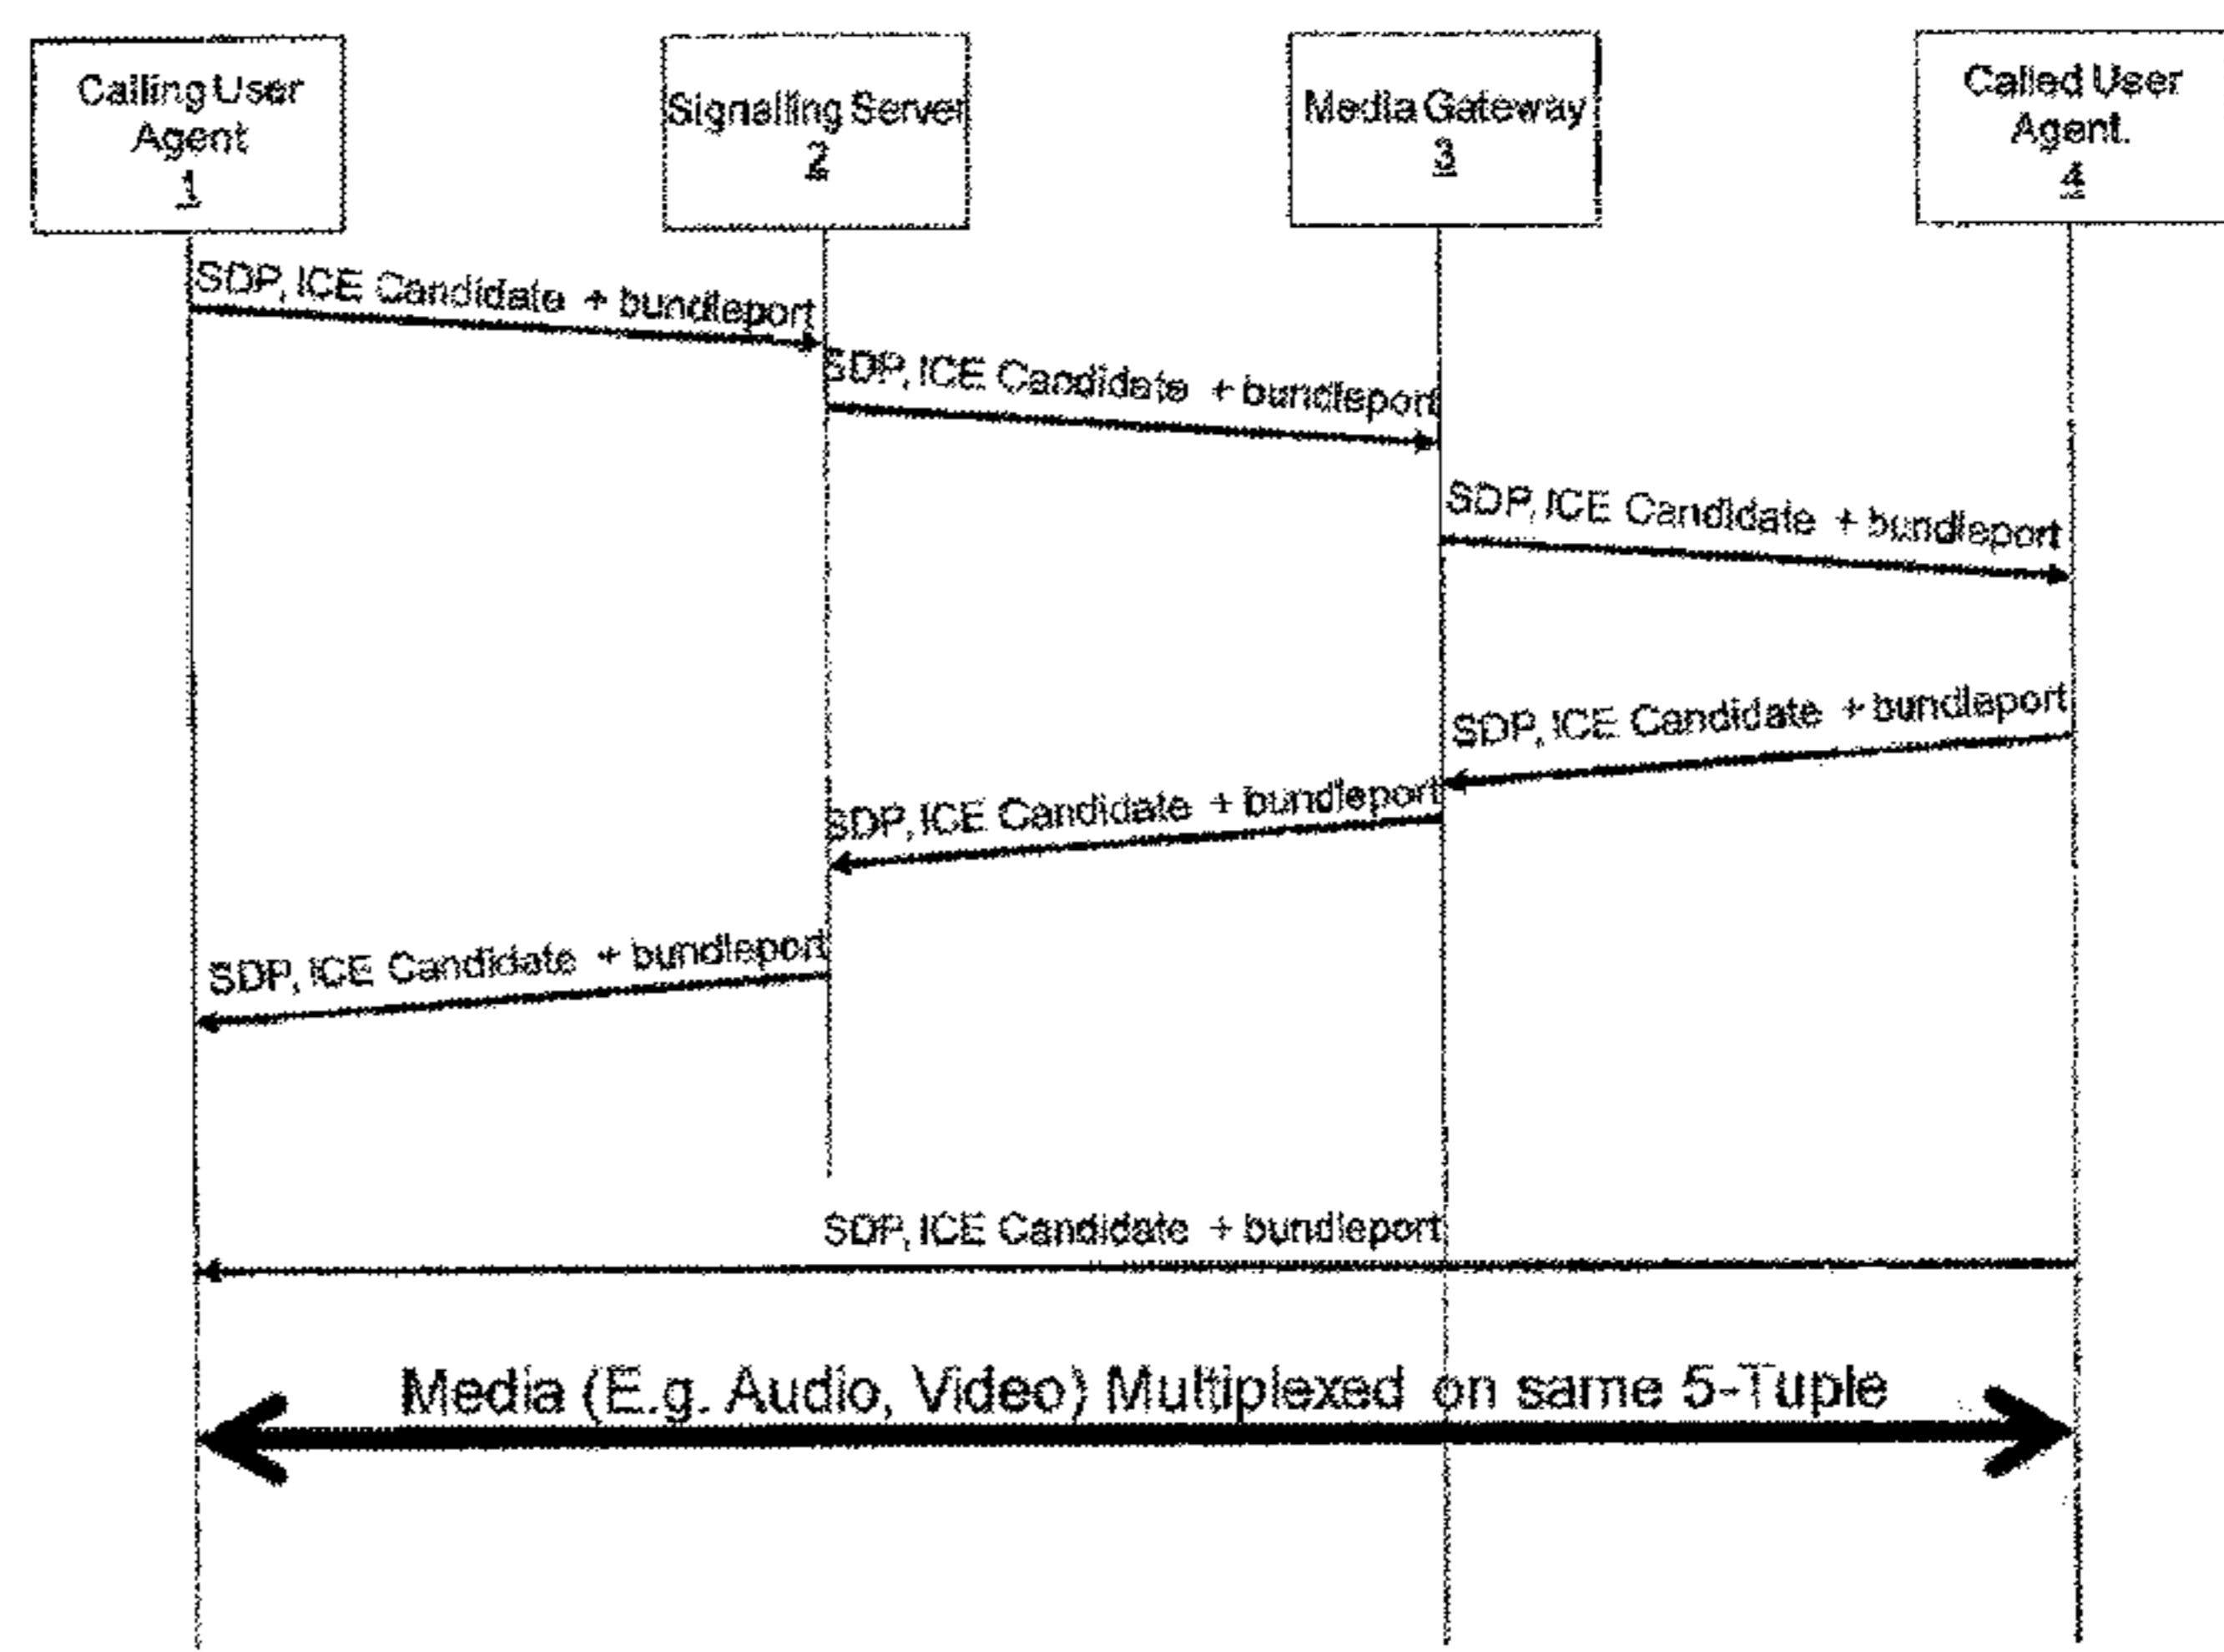 Calling User
Agent
1
Signalling Server
2
Media Gateway
3
Called User
Agent.
4
SDP, ICE Candidate + bundleport
SDP, ICE Candidate + bundleport
SDP, ICE Candidate + bundleport
SDP, ICE Candidate + bundleport
SDP, ICE Candidate + bundleport
SDP, ICE Candidate + bundleport
SDP, ICE Candidate + bundleport
Media (E.g. Audio, Video) Multiplexed on same 5-Tuple